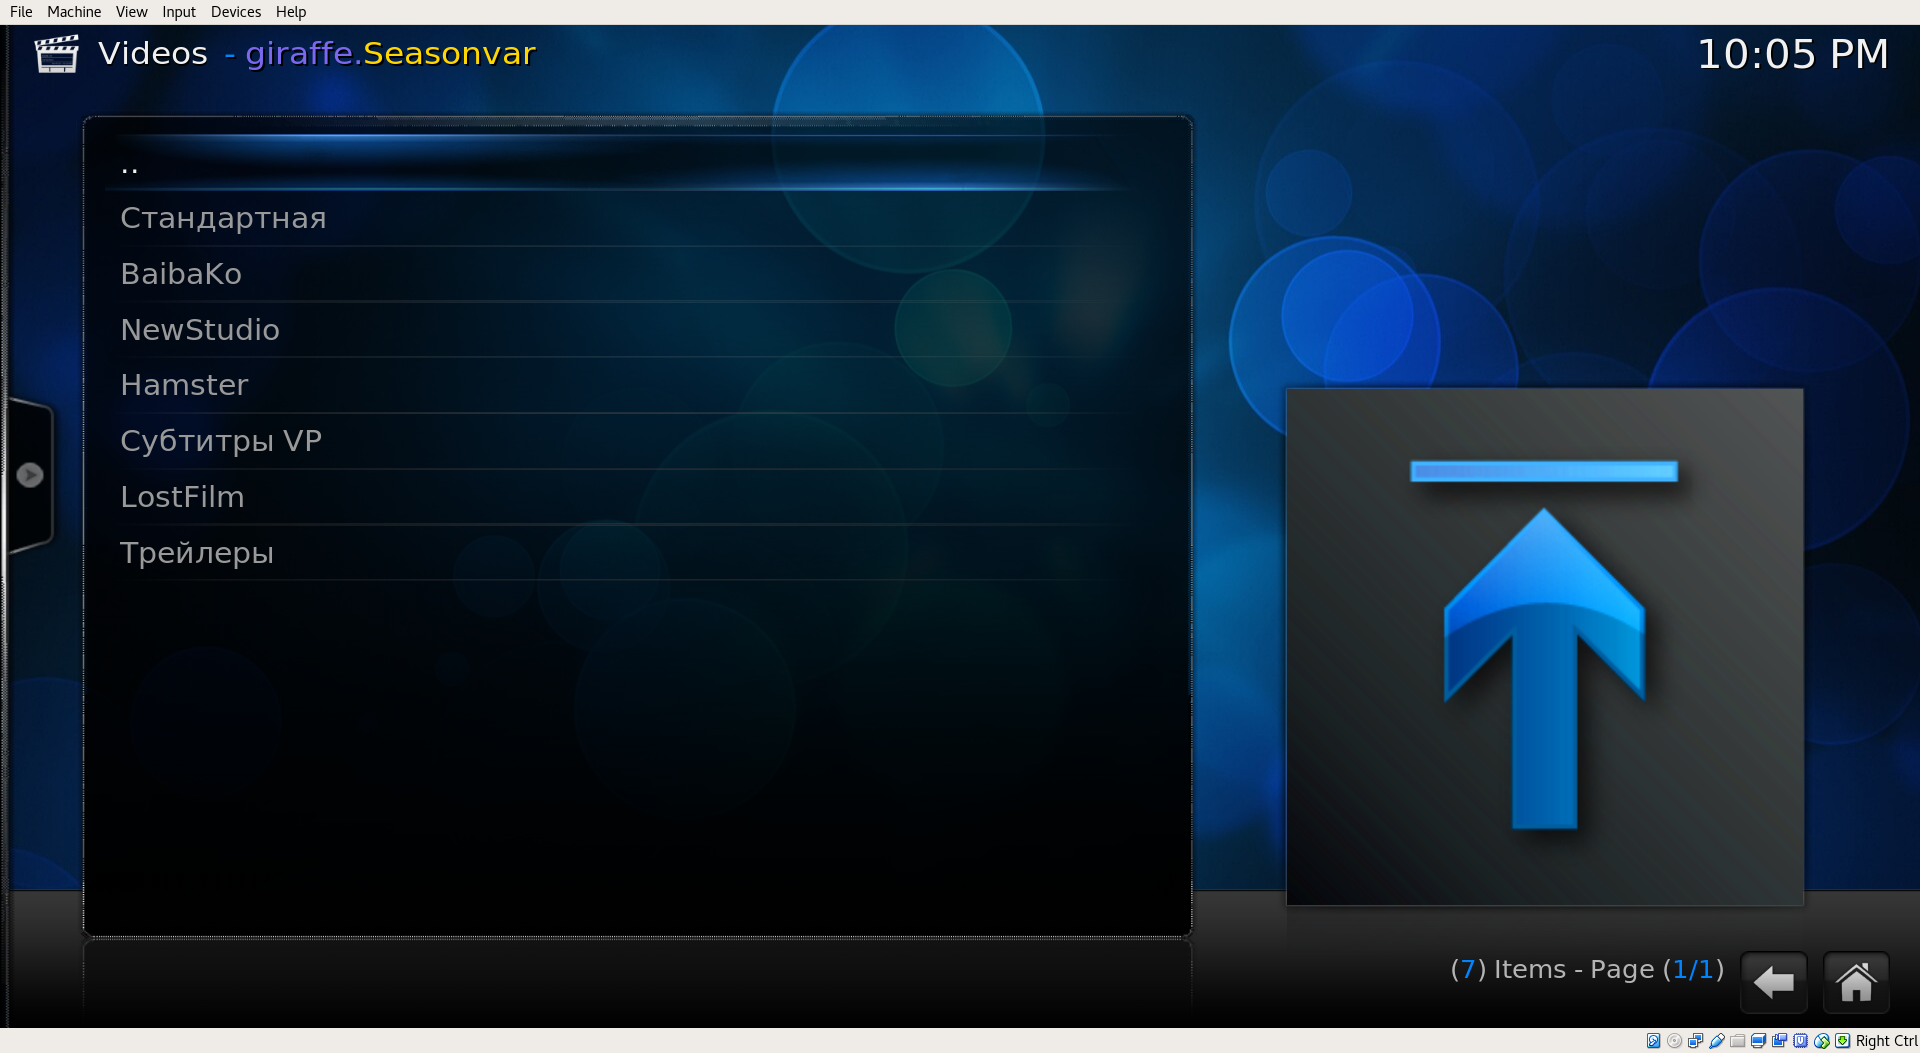 File Machine View Input Devices Help
Videos - giraffe.Seasonvar
10:05 PM
..
Стандартная
BaibaKo
NewStudio
Hamster
Субтитры VP
LostFilm
Трейлеры
(7) Items - Page (1/1)
Right Ctrl